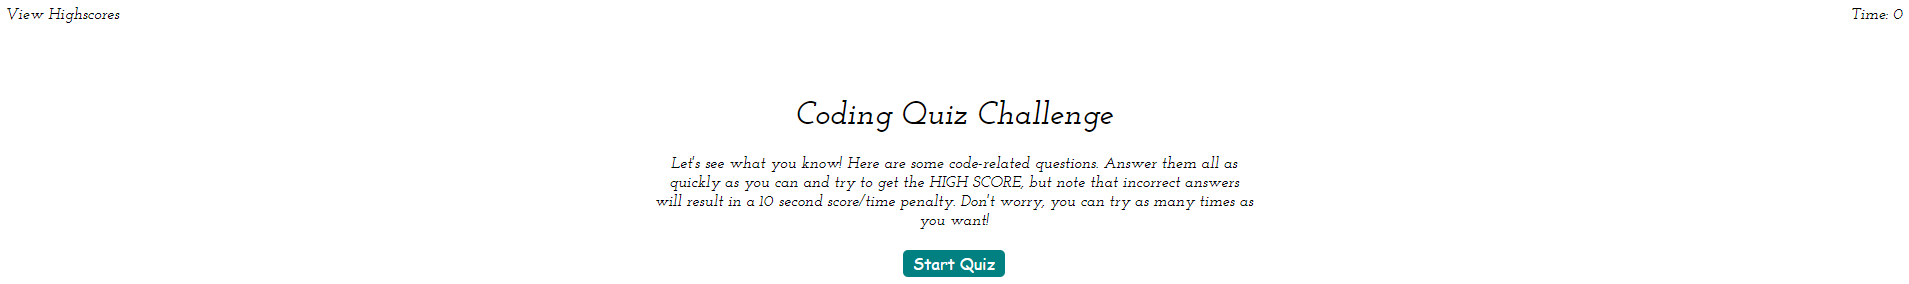 View Highscores
Time: 0
Coding Quiz Challenge
Let's see what you know! Here are some code-related questions. Answer them all as
quickly as you can and try to get the HIGH SCORE, but note that incorrect answers
will result in a 10 second score/time penalty. Don't worry, you can try as many times as
you want!
Start Quiz